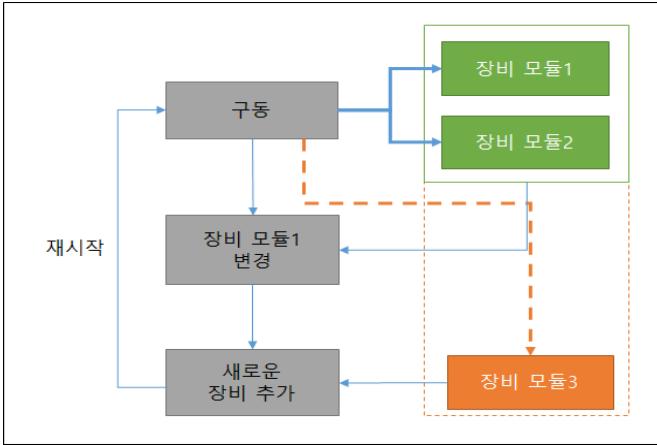 장비 모듈1
구동
장비 모듈2
재시작
장비 모듈1
변경
새로운
장비 추가
장비 모듈3